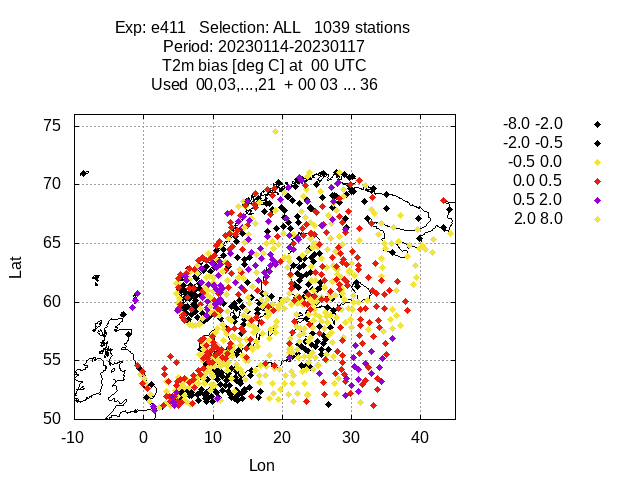 Exp: e411   Selection: ALL   1039 stations
Period: 20230114-20230117
T2m bias [deg C] at  00 UTC
Used  00,03,...,21  + 00 03 ... 36
-8.0 -2.0
-2.0 -0.5
-0.5 0.0
0.0 0.5
0.5 2.0
2.0 8.0
75
70
65
60
55
50
Lat
-10 0 10 20 30 40
Lon